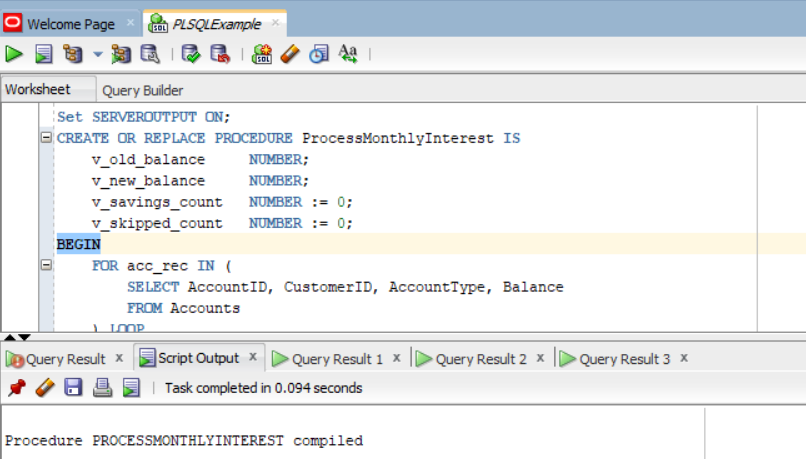 Welcome Page × PLSQLExample ×
Worksheet Query Builder
Set SERVEROUTPUT ON;
CREATE OR REPLACE PROCEDURE ProcessMonthlyInterest IS
v_old_balance NUMBER;
v_new_balance NUMBER;
v_savings_count NUMBER := 0;
v_skipped_count NUMBER := 0;
BEGIN
FOR acc_rec IN (
SELECT AccountID, CustomerID, AccountType, Balance
FROM Accounts
) LOOP
Query Result × Script Output × Query Result 1 × Query Result 2 × Query Result 3 ×
Task completed in 0.094 seconds
Procedure PROCESSMONTHLYINTEREST compiled